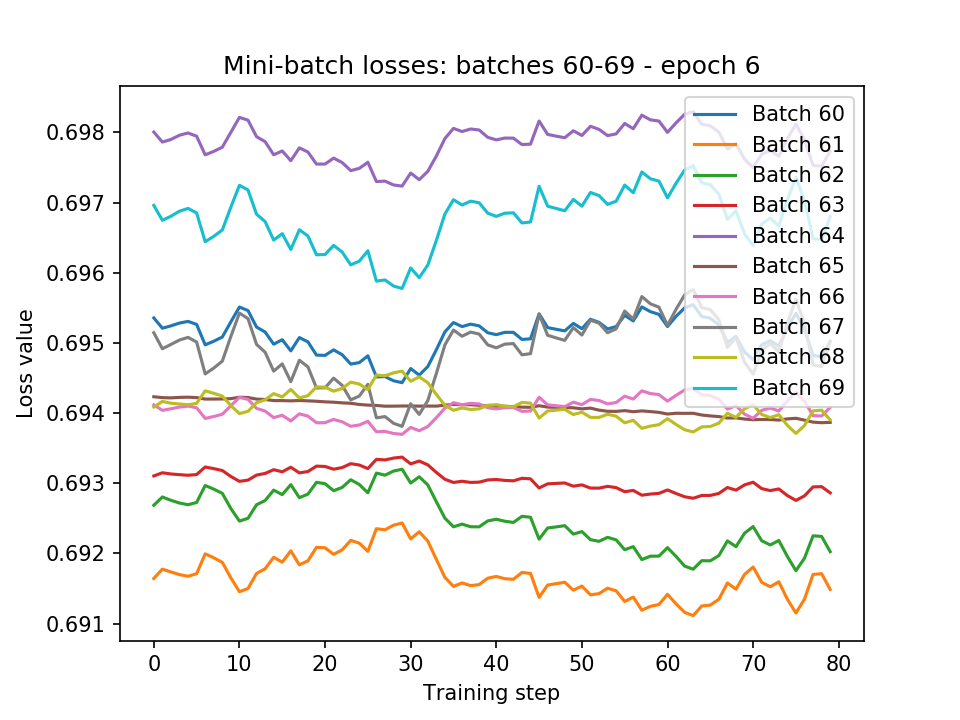 Mini-batch losses: batches 60-69 - epoch 6
Loss value
0.698
0.697
0.696
0.695
0.694
0.693
0.692
0.691
Batch 60
Batch 61
Batch 62
Batch 63
Batch 64
Batch 65
Batch 66
Batch 67
Batch 68
Batch 69
0 10 20 30 40 50 60 70 80
Training step